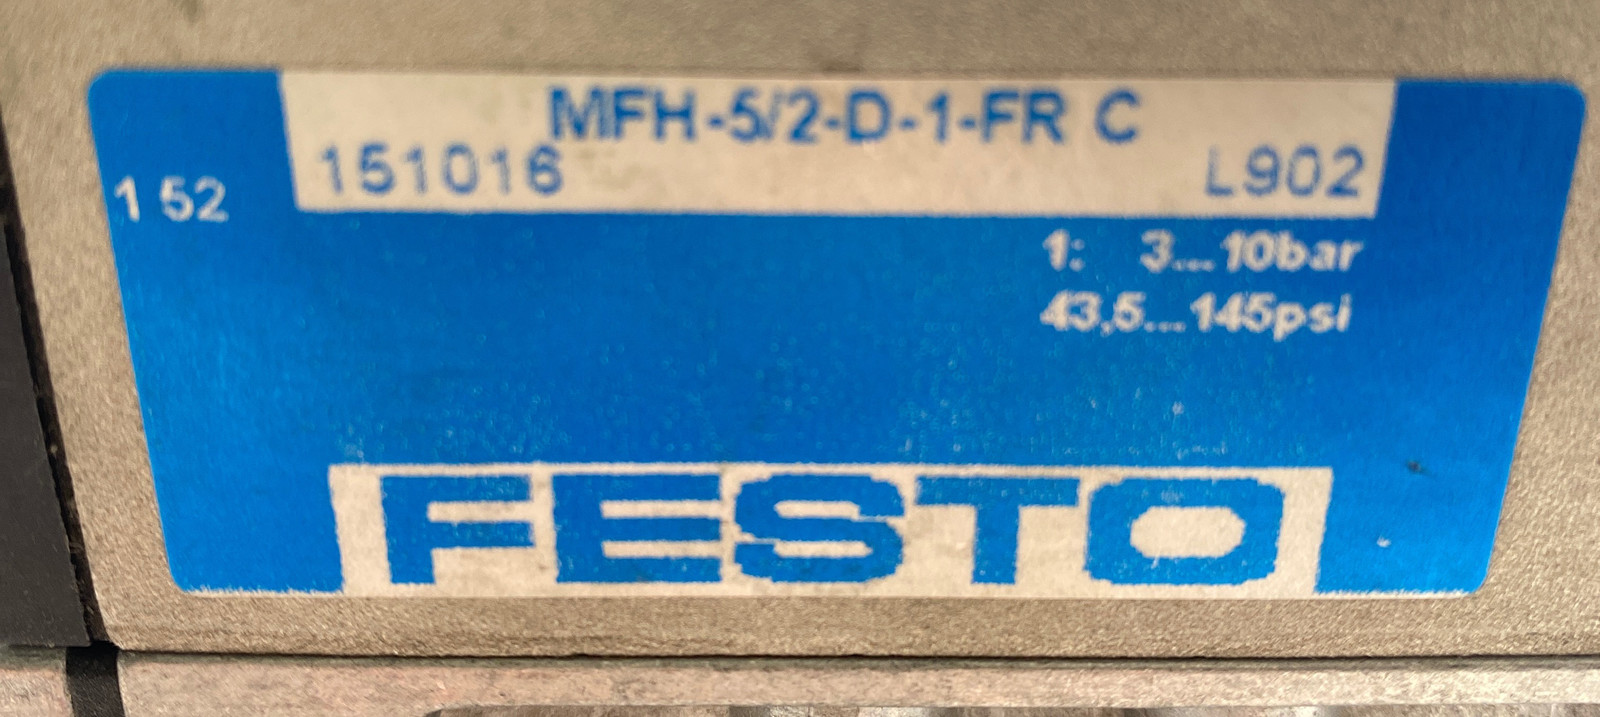 MFH-5/2-D-1-FR C
151016 L902
1 52
1: 3...10bar
43,5...145psi
FESTO